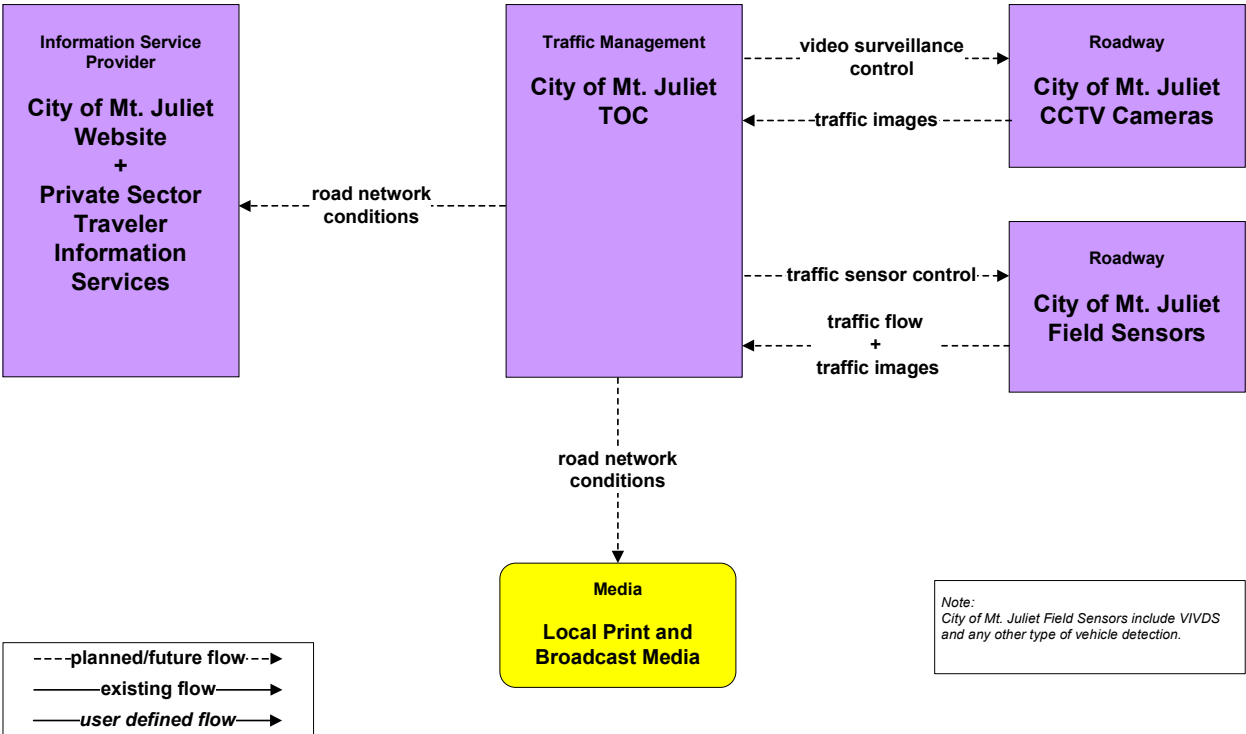 Information Service
Provider
City of Mt. Juliet
Website
+
Private Sector
Traveler
Information
Services
road network
conditions
Traffic Management
City of Mt. Juliet
TOC
video surveillance
control
traffic images
Roadway
City of Mt. Juliet
CCTV Cameras
traffic sensor control
traffic flow
+
traffic images
Roadway
City of Mt. Juliet
Field Sensors
road network
conditions
Media
Local Print and
Broadcast Media
Note:
City of Mt. Juliet Field Sensors include VIVDS
and any other type of vehicle detection.
planned/future flow
existing flow
user defined flow